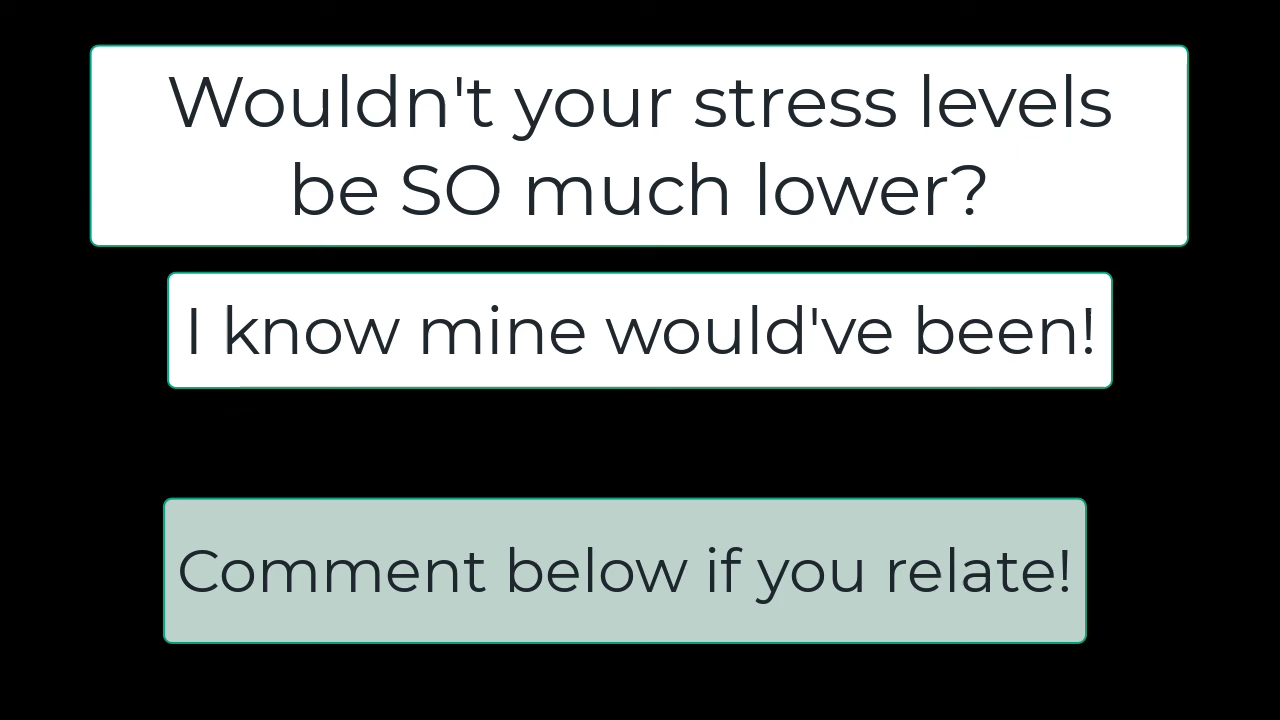 Wouldn't your stress levels
be SO much lower?
I know mine would've been!
Comment below if you relate!